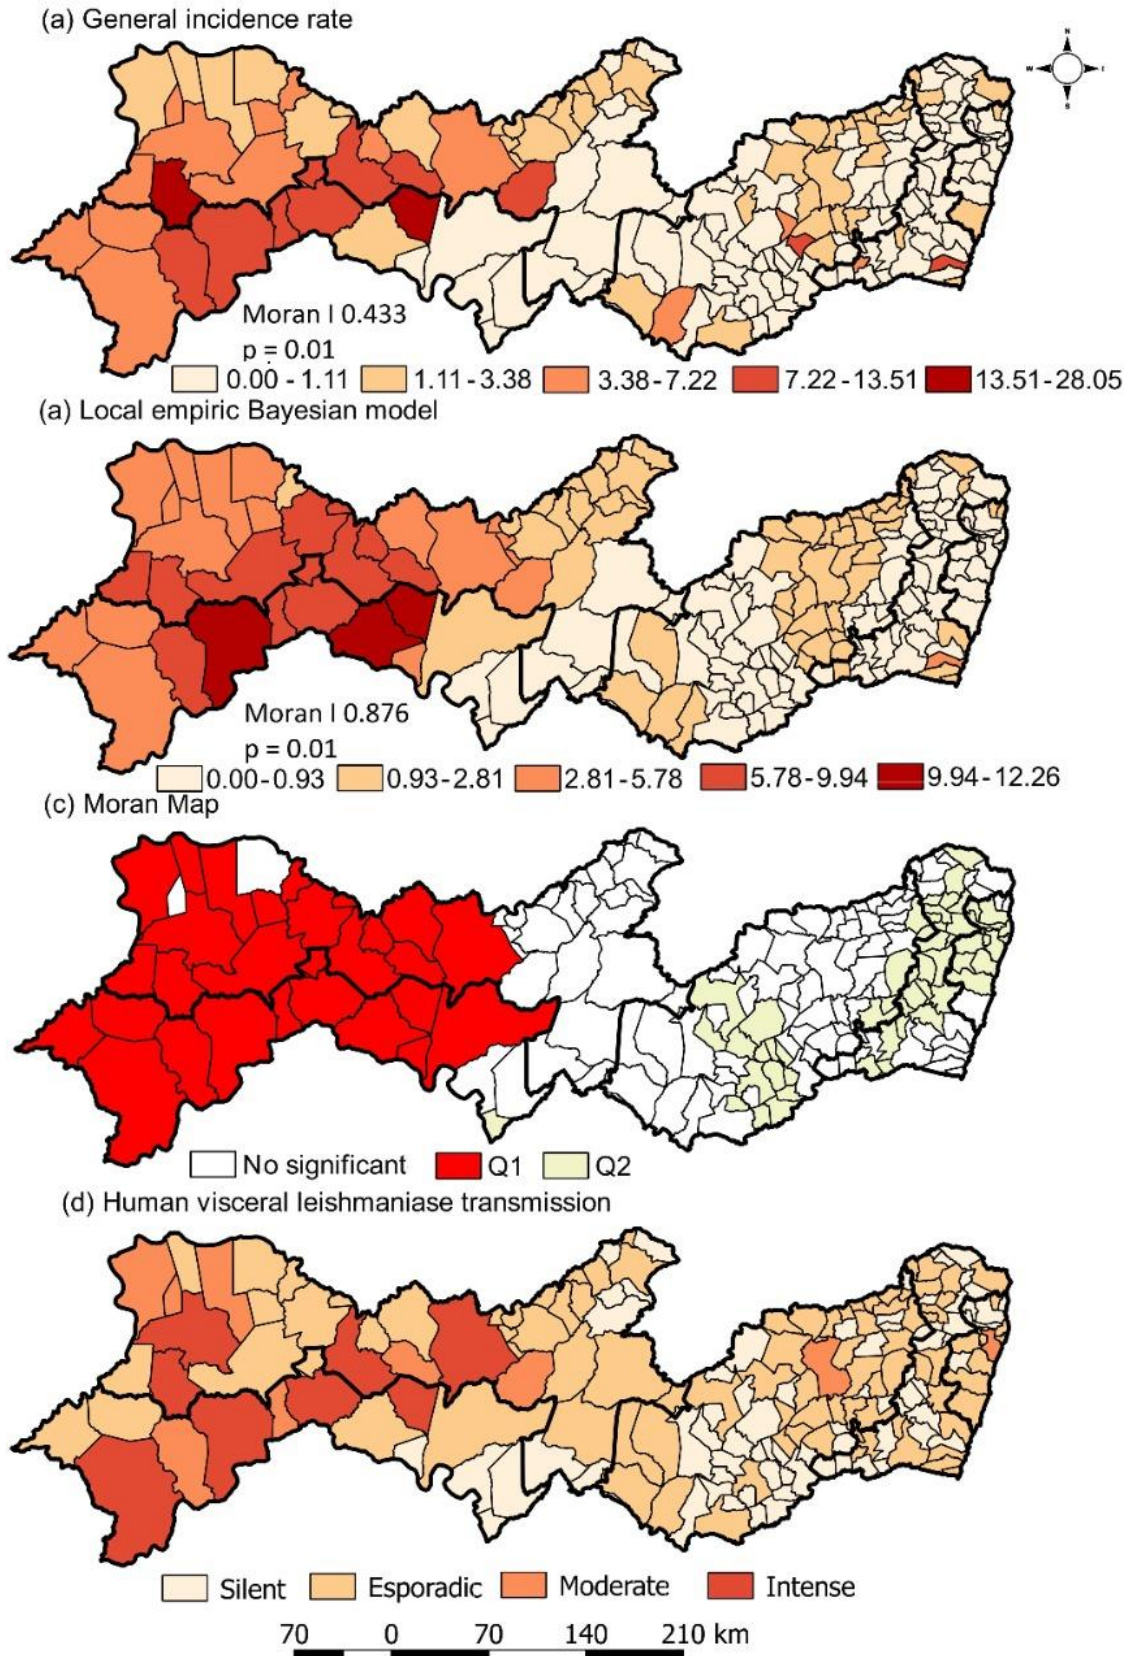 (a) General incidence rate
N
W
r
S
Moran I 0.433
p = 0.01
0.00 - 1.11 1.11-3.38 3.38-7.22 7.22-13.51 13.51-28.05
(a) Local empiric Bayesian model
Moran I 0.876
p = 0.01
0.00-0.93 0.93-2.81 2.81-5.78 5.78-9.94 9.94-12.26
(c) Moran Map
No significant Q1 Q2
(d) Human visceral leishmaniase transmission
Silent Esporadic Moderate Intense
70 0 70 140 210 km